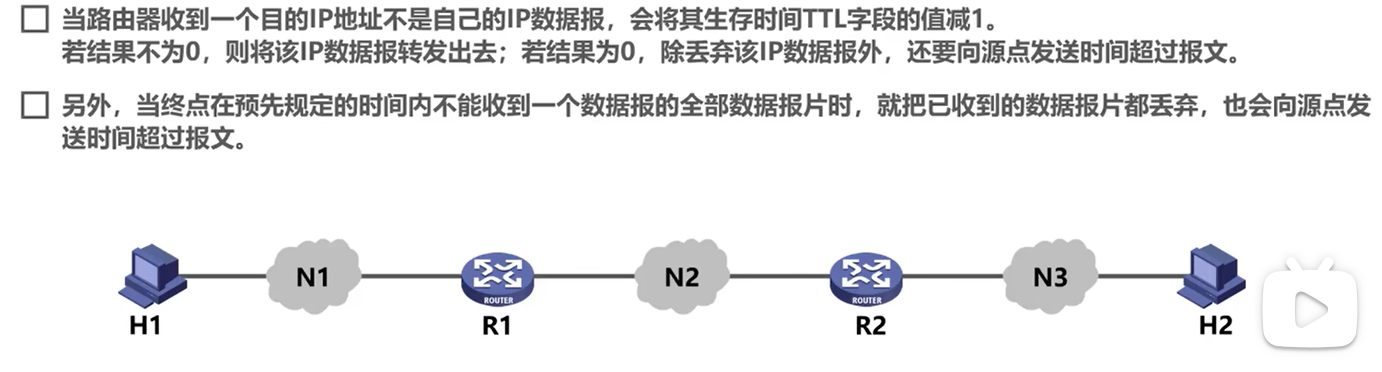 当路由器收到一个目的IP地址不是自己的IP数据报，会将其生存时间TTL字段的值减1。
若结果不为0，则将该IP数据报转发出去；若结果为0，除丢弃该IP数据报外，还要向源点发送时间超过报文。
另外，当终点在预先规定的时间内不能收到一个数据报的全部数据报片时，就把已收到的数据报片都丢弃，也会向源点发
送时间超过报文。
N1
N2
N3
ROUTER
ROUTER
H1
R1
R2
H2